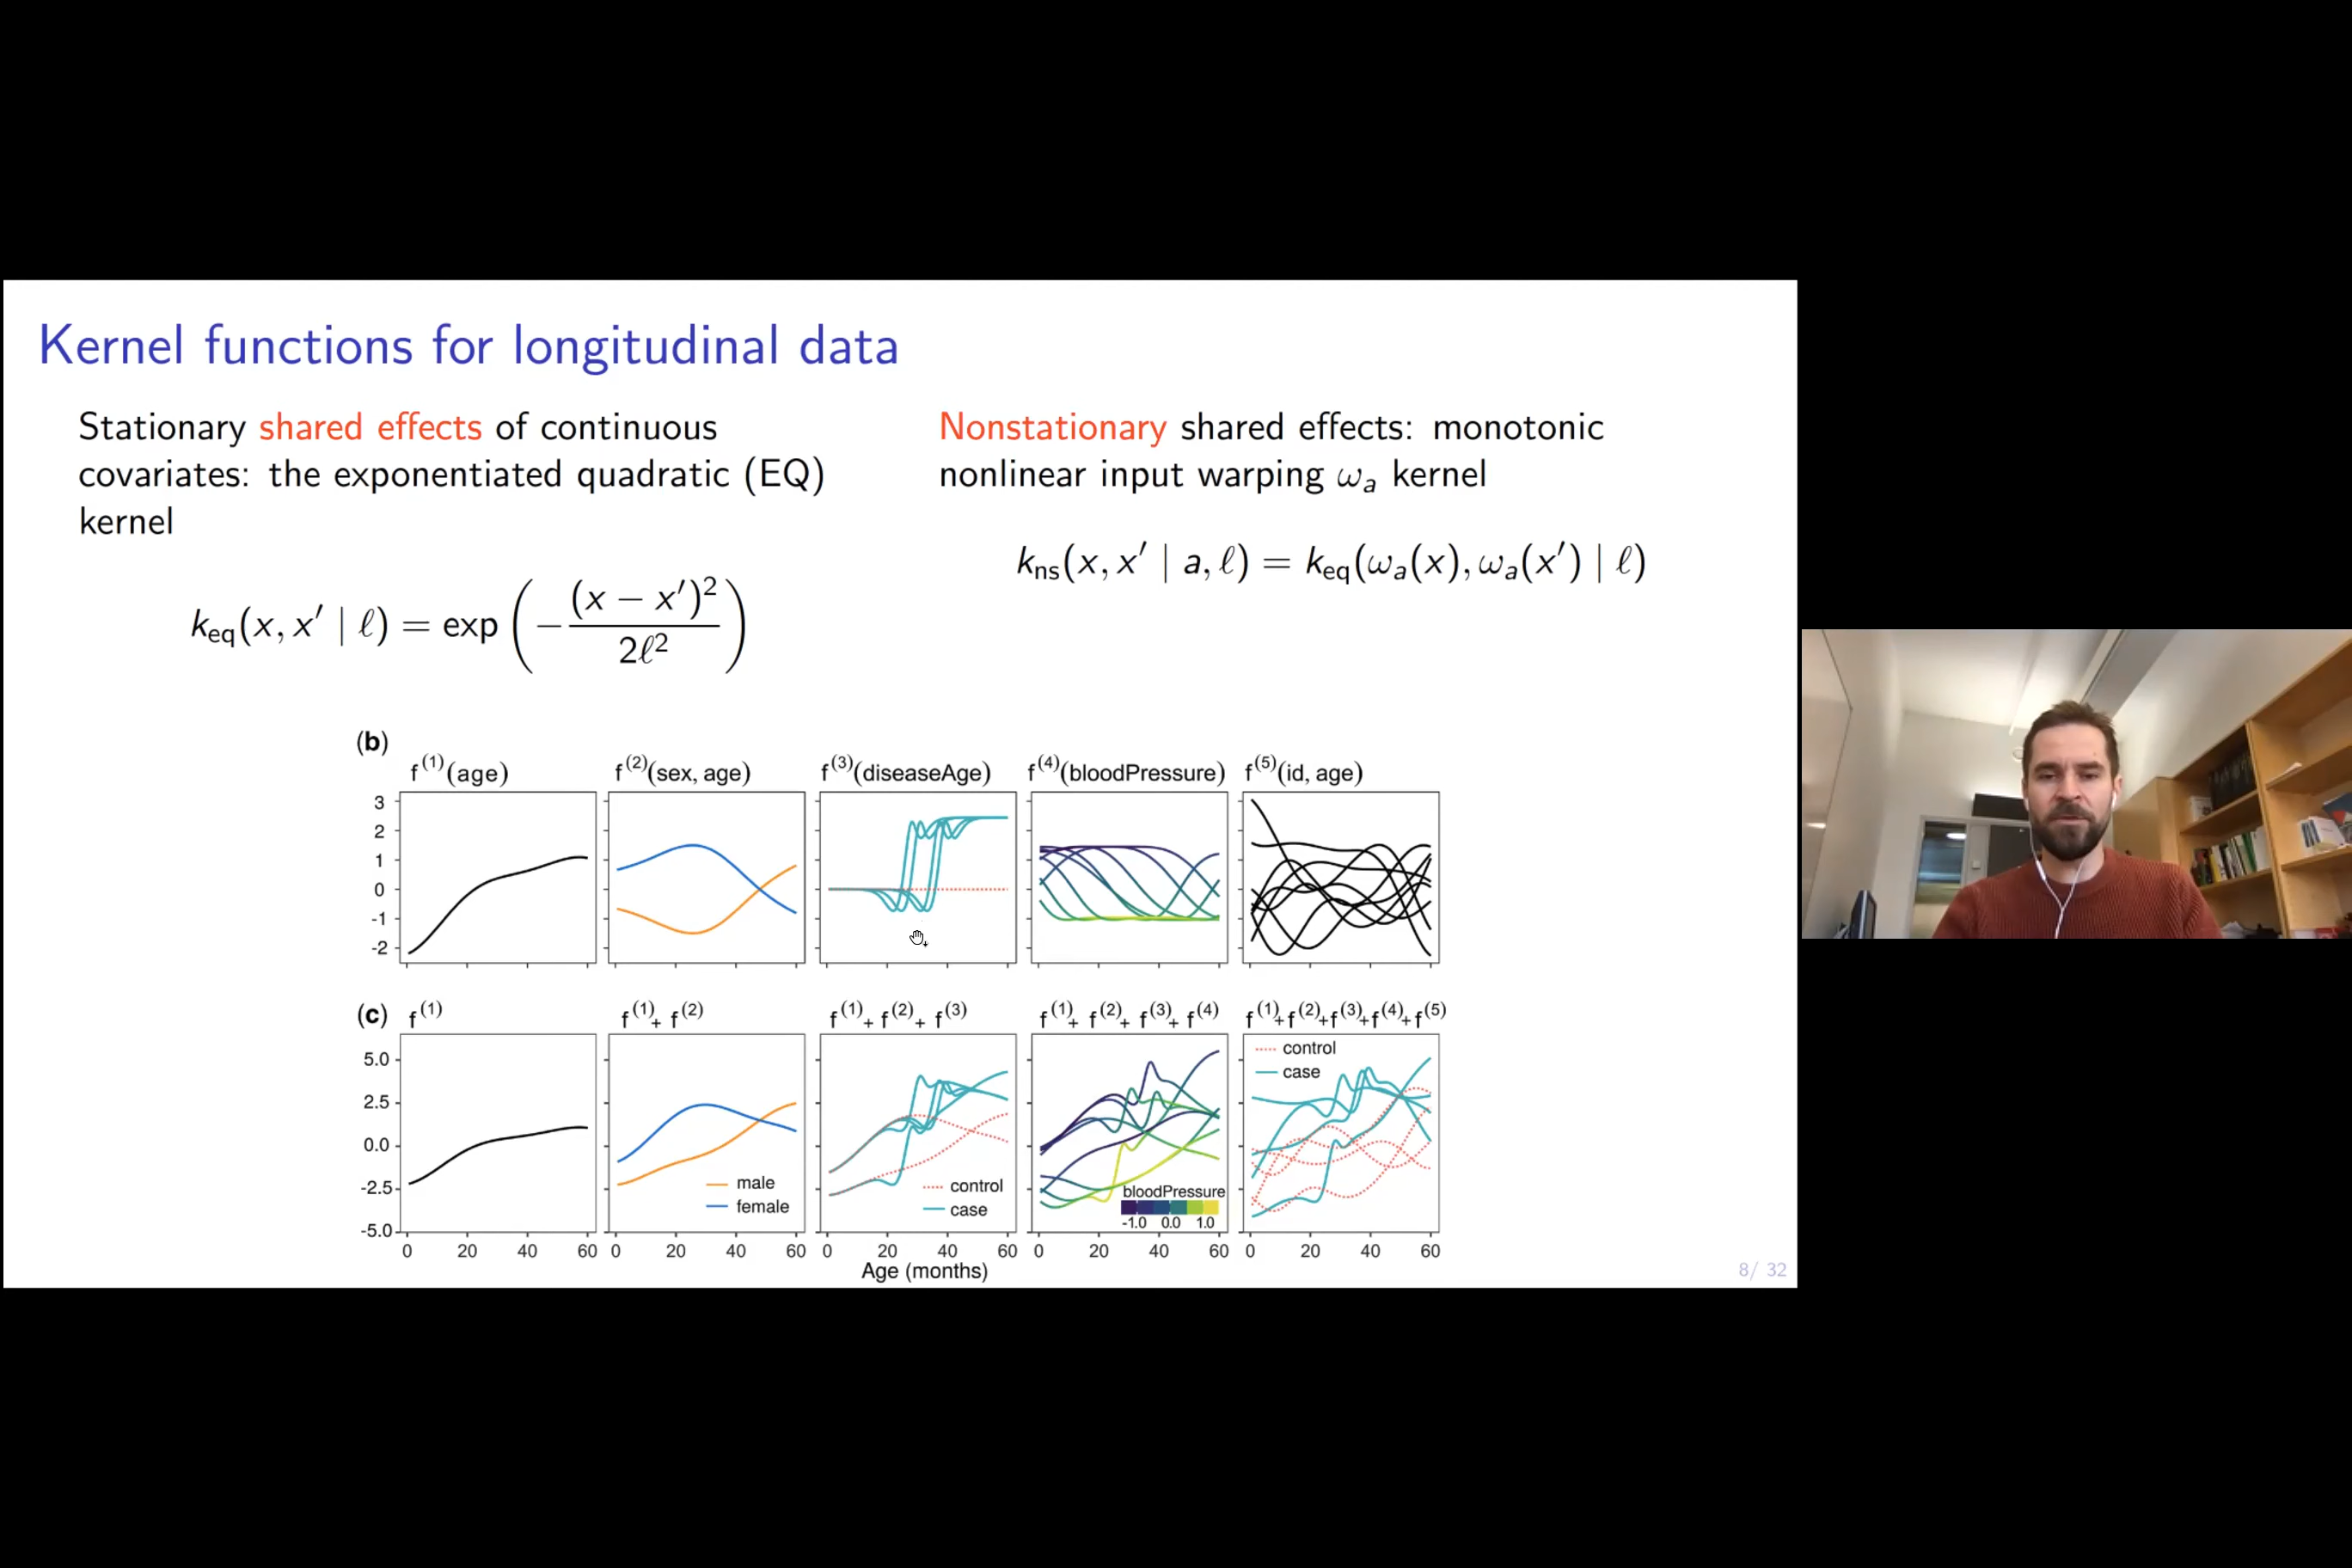 Kernel functions for longitudinal data
Stationary shared effects of continuous
covariates: the exponentiated quadratic (EQ)
kernel
k_eq(x, x′ | ℓ) = exp(−(x − x′)² / 2ℓ²)
Nonstationary shared effects: monotonic
nonlinear input warping ω_a kernel
k_ns(x, x′ | a, ℓ) = k_eq(ω_a(x), ω_a(x′) | ℓ)
(b)
f⁽¹⁾(age) f⁽²⁾(sex, age) f⁽³⁾(diseaseAge) f⁽⁴⁾(bloodPressure) f⁽⁵⁾(id, age)
3
2
1
0
-1
-2
(c)
f⁽¹⁾ f⁽¹⁾+ f⁽²⁾ f⁽¹⁾+ f⁽²⁾+ f⁽³⁾ f⁽¹⁾+ f⁽²⁾+ f⁽³⁾+ f⁽⁴⁾ f⁽¹⁾+f⁽²⁾+f⁽³⁾+f⁽⁴⁾+f⁽⁵⁾
5.0
2.5
0.0
-2.5
-5.0
male
female
control
case
bloodPressure
-1.0 0.0 1.0
control
case
0 20 40 60 0 20 40 60 0 20 40 60 0 20 40 60 0 20 40 60
Age (months)
8/ 32